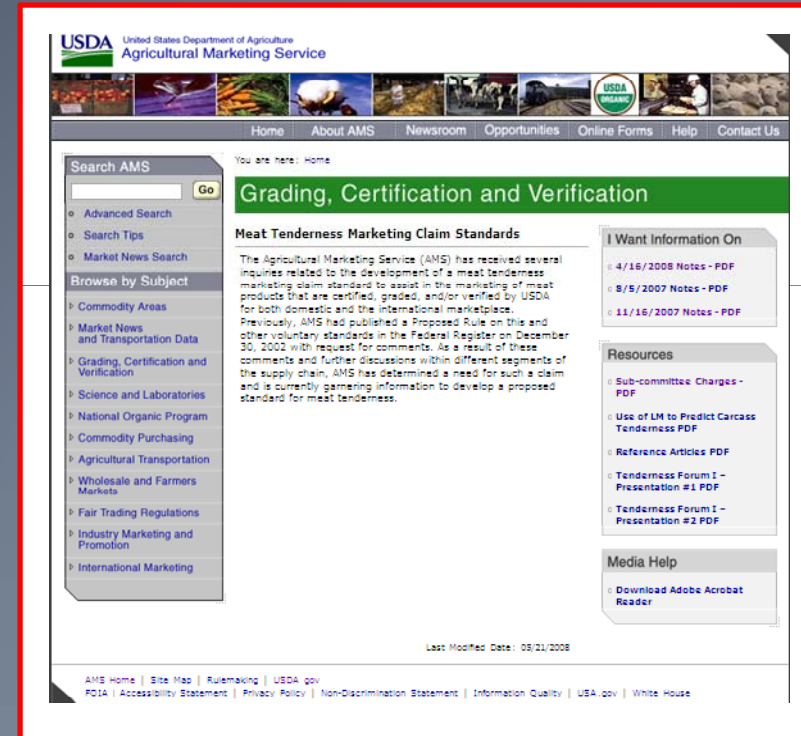 USDA
United States Department of Agriculture
Agricultural Marketing Service
USDA
ORGANIC
Home About AMS Newsroom Opportunities Online Forms Help Contact Us
Search AMS
Go
Advanced Search
Search Tips
Market News Search
Browse by Subject
Commodity Areas
Market News
and Transportation Data
Grading, Certification and
Verification
Science and Laboratories
National Organic Program
Commodity Purchasing
Agricultural Transportation
Wholesale and Farmers
Markets
Fair Trading Regulations
Industry Marketing and
Promotion
International Marketing
You are here: Home
Grading, Certification and Verification
Meat Tenderness Marketing Claim Standards
The Agricultural Marketing Service (AMS) has received several
inquiries related to the development of a meat tenderness
marketing claim standard to assist in the marketing of meat
products that are certified, graded, and/or verified by USDA
for both domestic and the international marketplace.
Previously, AMS had published a Proposed Rule on this and
other voluntary standards in the Federal Register on December
30, 2002 with request for comments. As a result of these
comments and further discussions within different segments of
the supply chain, AMS has determined a need for such a claim
and is currently garnering information to develop a proposed
standard for meat tenderness.
I Want Information On
4/16/2008 Notes - PDF
8/5/2007 Notes - PDF
11/16/2007 Notes - PDF
Resources
Sub-committee Charges -
PDF
Use of LM to Predict Carcass
Tenderness PDF
Reference Articles PDF
Tenderness Forum I –
Presentation #1 PDF
Tenderness Forum I –
Presentation #2 PDF
Media Help
Download Adobe Acrobat
Reader
Last Modified Date: 05/21/2008
AMS Home | Site Map | Rulemaking | USDA gov
FOIA | Accessibility Statement | Privacy Policy | Non-Discrimination Statement | Information Quality | USA.gov | White House